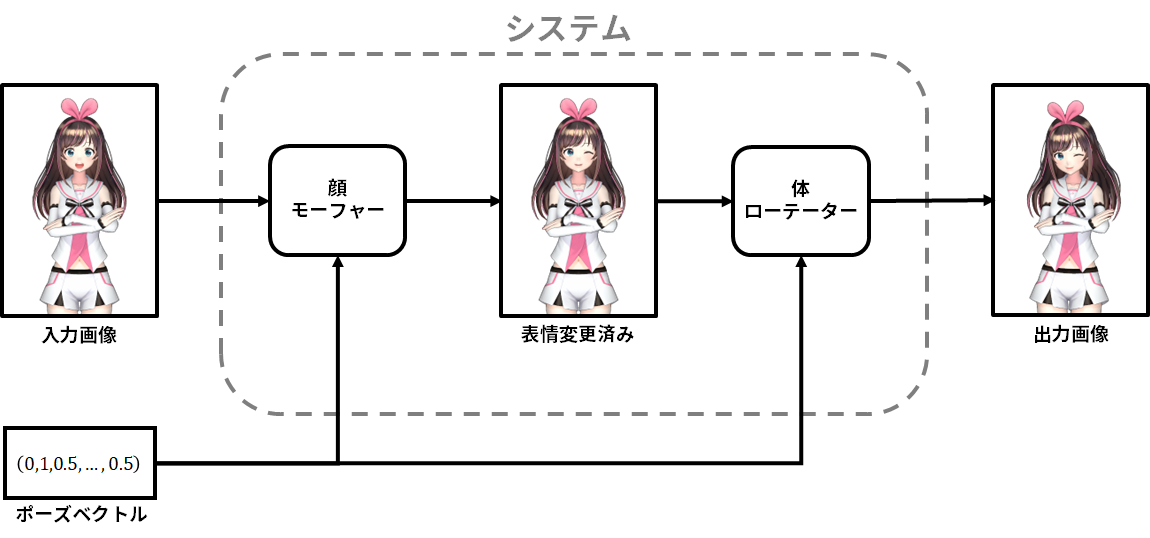 システム
顔
モーフャー
体
ローテーター
入力画像
表情変更済み
出力画像
(0,1,0.5, … , 0.5)
ポーズベクトル